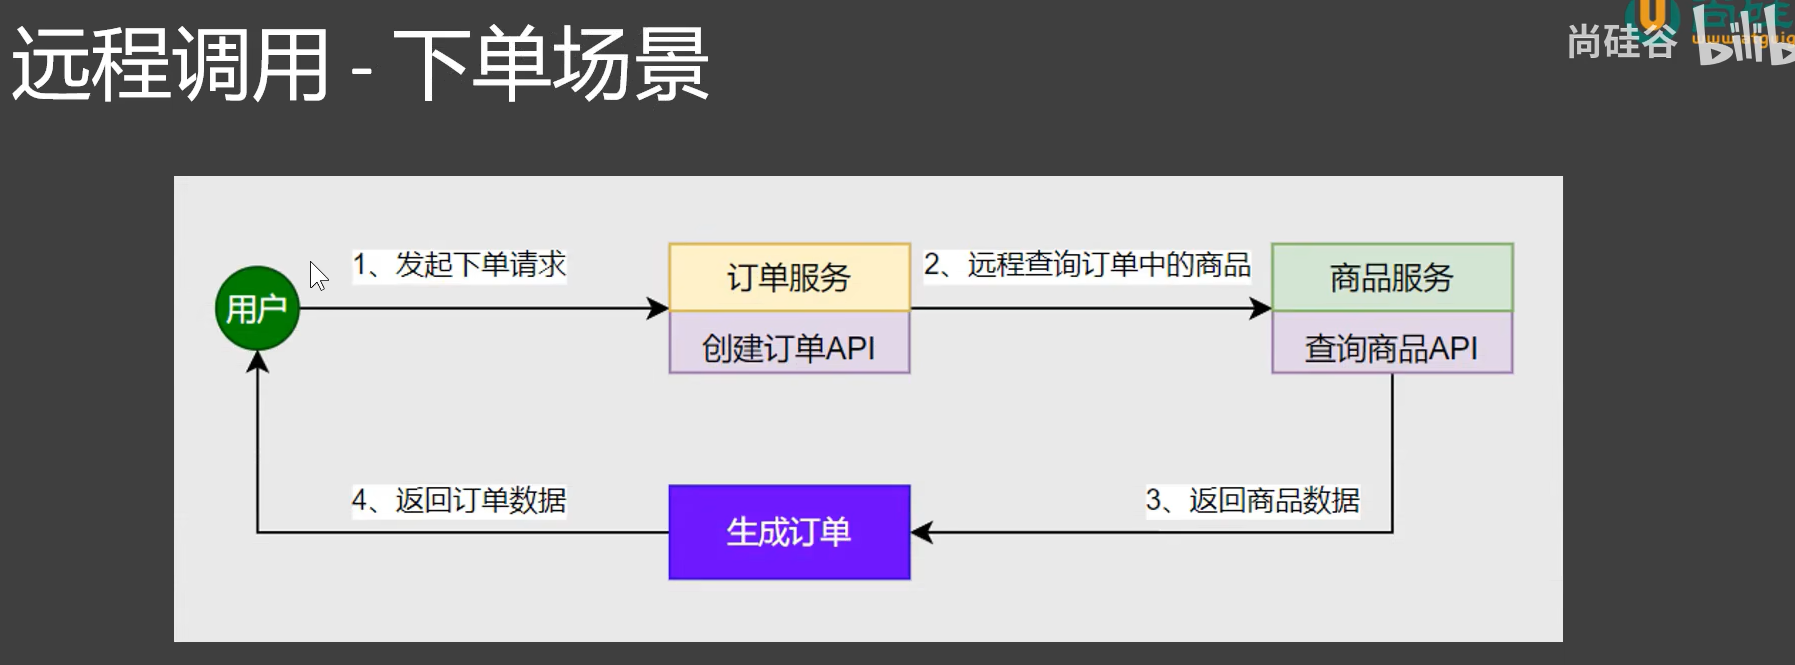 远程调用 - 下单场景
尚硅谷
1、发起下单请求
订单服务
2、远程查询订单中的商品
商品服务
用户
创建订单API
查询商品API
4、返回订单数据
生成订单
3、返回商品数据